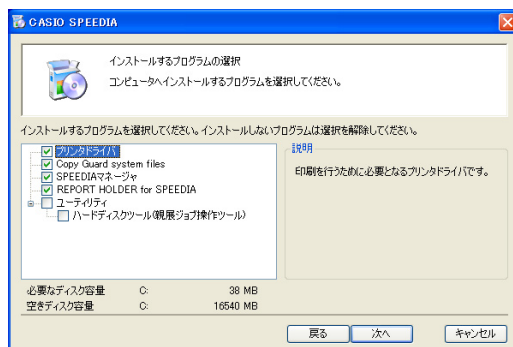 CASIO SPEEDIA
インストールするプログラムの選択
コンピュータへインストールするプログラムを選択してください。
インストールするプログラムを選択してください。インストールしないプログラムは選択を解除してください。
プリンタドライバ
Copy Guard system files
SPEEDIAマネージャ
REPORT HOLDER for SPEEDIA
ユーティリティ
ハードディスクツール(親展ジョブ操作ツール)
説明
印刷を行うために必要となるプリンタドライバです。
必要なディスク容量 C: 38 MB
空きディスク容量 C: 16540 MB
戻る 次へ キャンセル